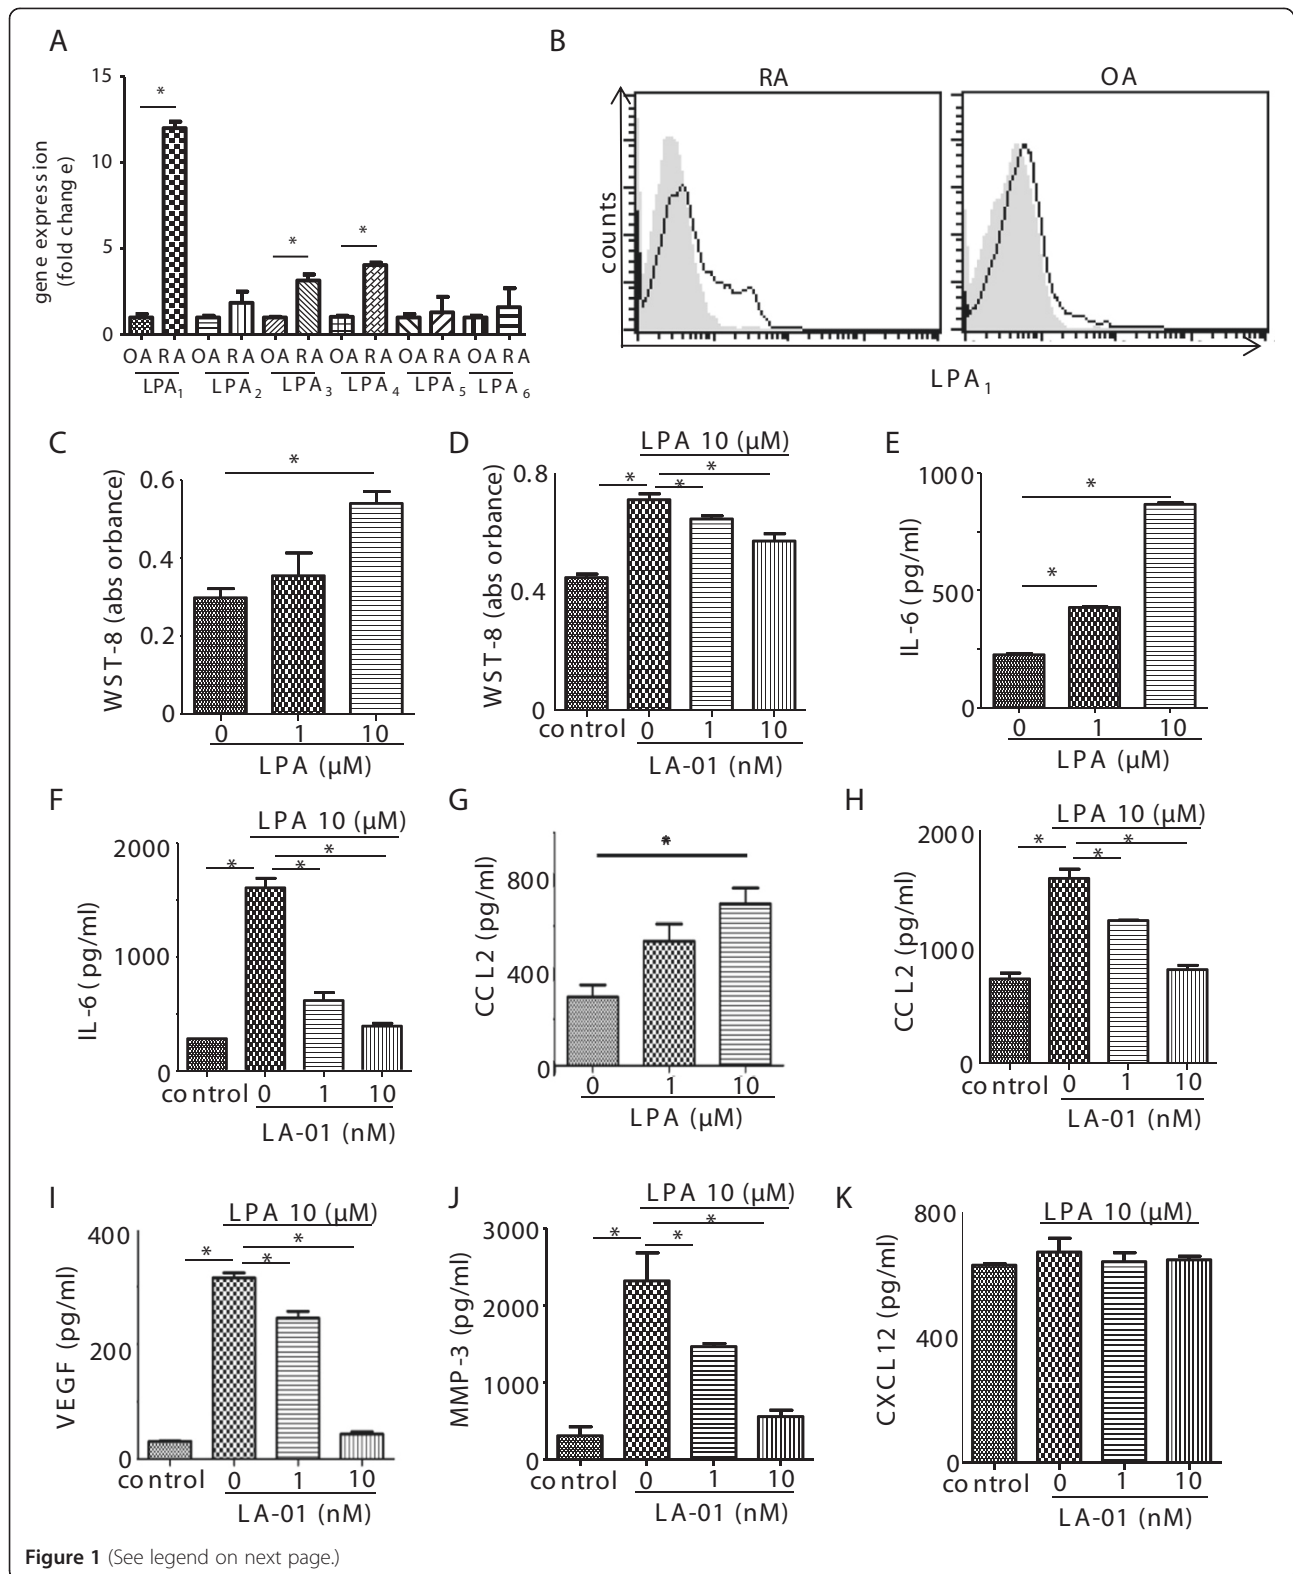 A
15
10
5
0
gene expression
(fold change)
*
*
*
OA RA OA RA OA RA OA RA OA RA OA RA
LPA1 LPA2 LPA3 LPA4 LPA5 LPA6
B
RA
OA
counts
LPA1
C
0.6
0.4
0.2
0
WST-8 (absorbance)
*
0 1 10
LPA (μM)
D
LPA 10 (μM)
0.8
0.4
0
WST-8 (absorbance)
* * *
control 0 1 10
LA-01 (nM)
E
1000
500
0
IL-6 (pg/ml)
*
*
0 1 10
LPA (μM)
F
LPA 10 (μM)
2000
1000
0
IL-6 (pg/ml)
* * *
control 0 1 10
LA-01 (nM)
G
800
400
0
CCL2 (pg/ml)
*
0 1 10
LPA (μM)
H
LPA 10 (μM)
2000
1000
0
CCL2 (pg/ml)
* * *
control 0 1 10
LA-01 (nM)
I
LPA 10 (μM)
400
200
0
VEGF (pg/ml)
* * *
control 0 1 10
LA-01 (nM)
J
LPA 10 (μM)
3000
2000
1000
0
MMP-3 (pg/ml)
* * *
control 0 1 10
LA-01 (nM)
K
LPA 10 (μM)
800
400
0
CXCL12 (pg/ml)
control 0 1 10
LA-01 (nM)
Figure 1 (See legend on next page.)